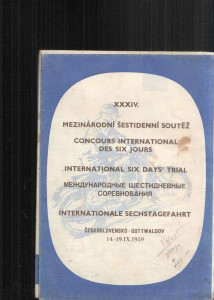 XXXIV.
MEZINÁRODNÍ ŠESTIDENNÍ SOUTĚŽ
CONCOURS INTERNATIONAL
DES SIX JOURS
INTERNATIONAL SIX DAYS' TRIAL
МЕЖДУНАРОДНЫЕ ШЕСТИДНЕВНЫЕ
СОРЕВНОВАНИЯ
INTERNATIONALE SECHSTAGEFAHRT
ČESKOSLOVENSKO - GOTTWALDOV
14.-19.IX.1959